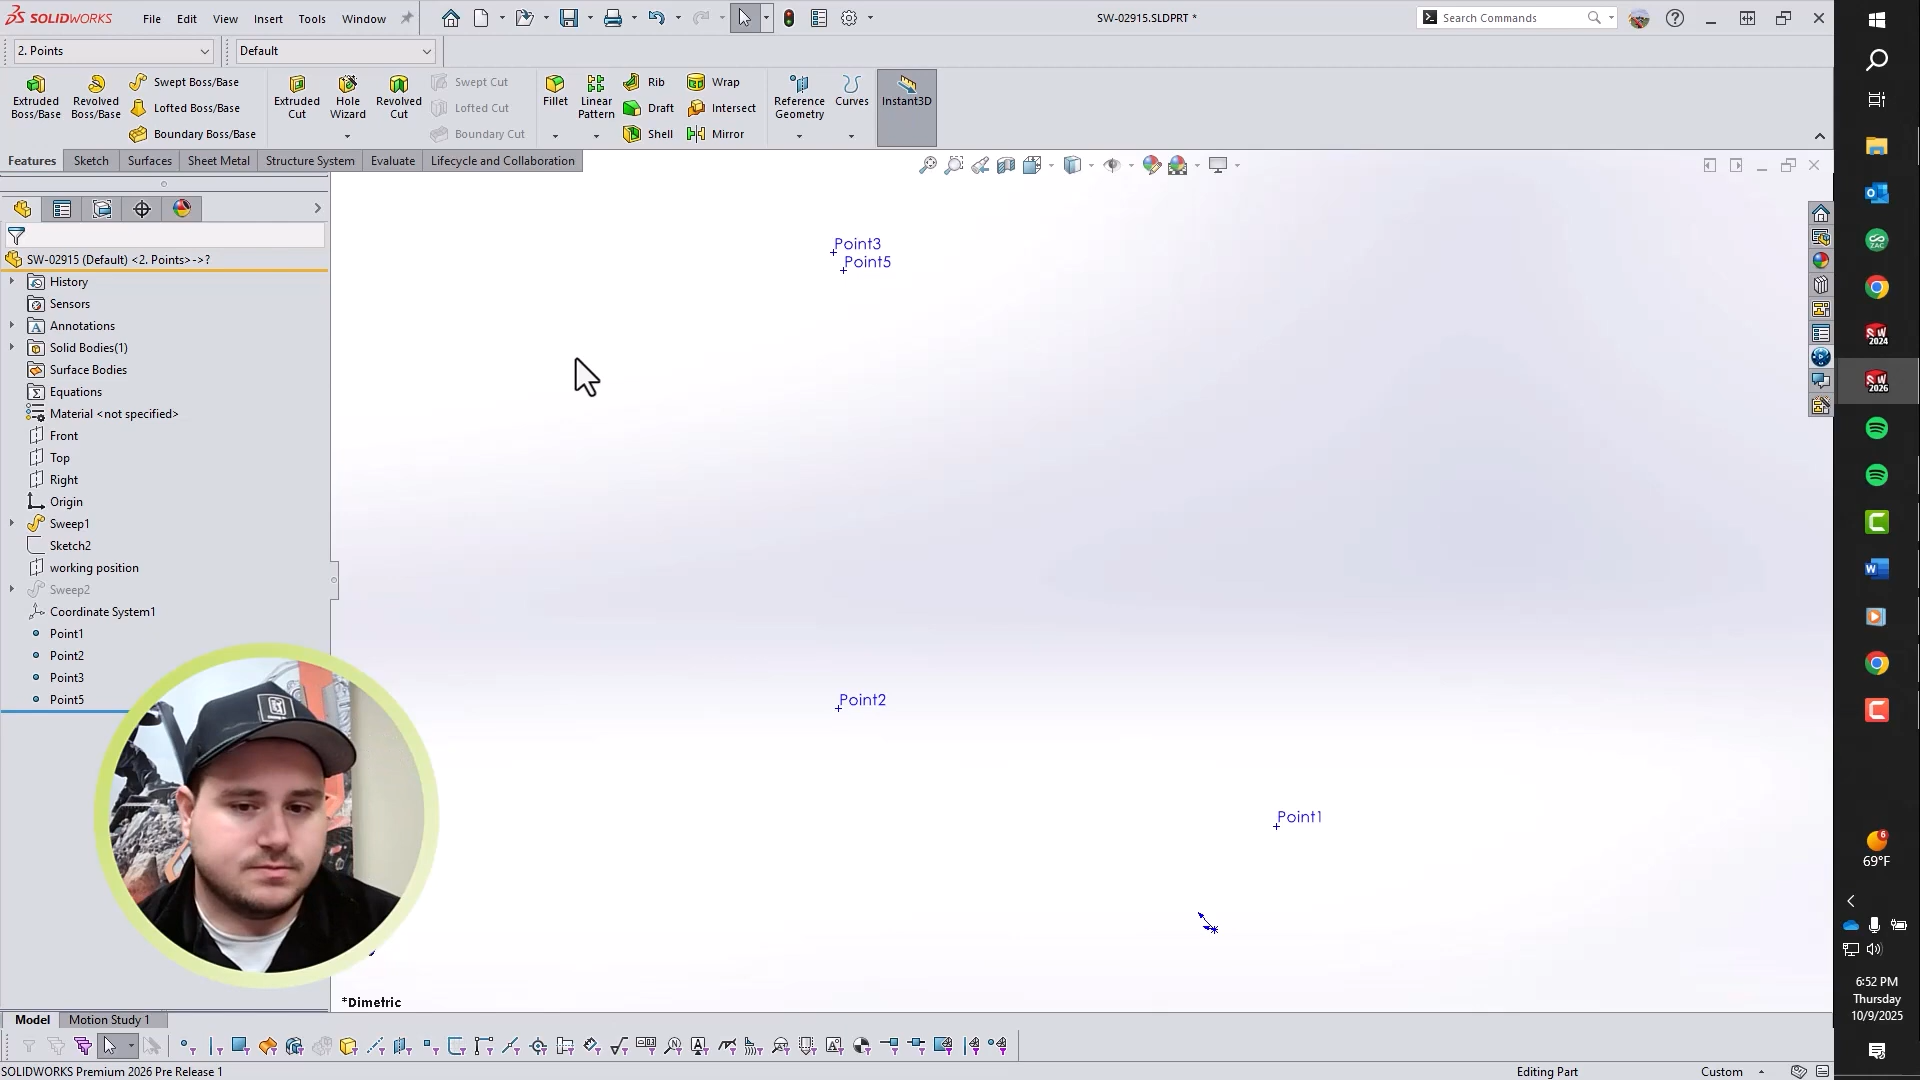 SOLIDWORKS File Edit View Insert Tools Window SW-02915.SLDPRT * Search Commands
2. Points Default
Extruded Boss/Base
Revolved Boss/Base
Swept Boss/Base
Lofted Boss/Base
Boundary Boss/Base
Extruded Cut
Hole Wizard
Revolved Cut
Swept Cut
Lofted Cut
Boundary Cut
Fillet
Linear Pattern
Rib
Draft
Shell
Wrap
Intersect
Mirror
Reference Geometry
Curves
Instant3D
Features Sketch Surfaces Sheet Metal Structure System Evaluate Lifecycle and Collaboration
SW-02915 (Default) <2. Points>->?
History
Sensors
Annotations
Solid Bodies(1)
Surface Bodies
Equations
Material <not specified>
Front
Top
Right
Origin
Sweep1
Sketch2
working position
Sweep2
Coordinate System1
Point1
Point2
Point3
Point5
Point3
Point5
Point2
Point1
*Dimetric
Model Motion Study 1
SOLIDWORKS Premium 2026 Pre Release 1 Editing Part Custom
ZAC
SW 2024
SW 2026
6
69°F
6:52 PM
Thursday
10/9/2025